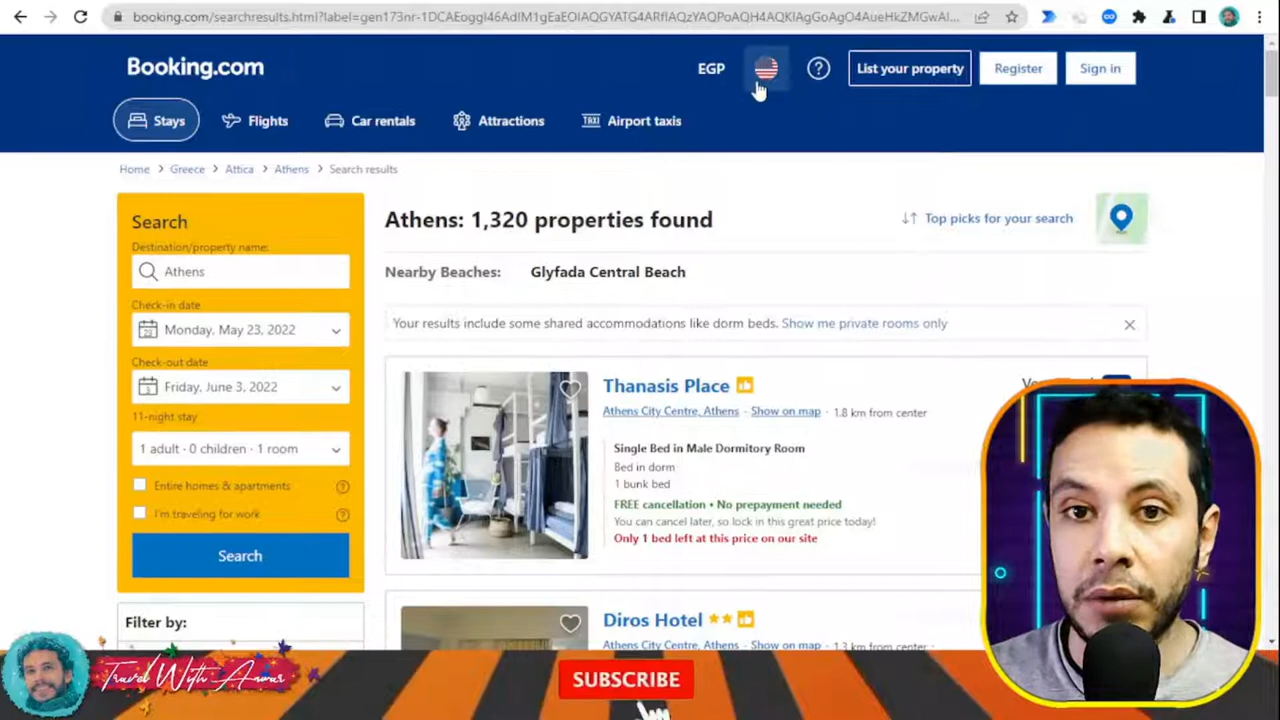 booking.com/searchresults.html?label=gen173nr-1DCAEoggI46AdIM1gEaEOIAQGYATG4ARfIAQzYAQPoAQH4AQKIAgGoAgO4AueHkZMGwAI...
Booking.com
EGP
List your property
Register
Sign in
Stays
Flights
Car rentals
Attractions
TAXI
Airport taxis
Home > Greece > Attica > Athens > Search results
Search
Destination/property name:
Athens
Check-in date
Monday, May 23, 2022
Check-out date
Friday, June 3, 2022
11-night stay
1 adult · 0 children · 1 room
Entire homes & apartments
I'm traveling for work
Search
Filter by:
Athens: 1,320 properties found
Top picks for your search
Nearby Beaches: Glyfada Central Beach
Your results include some shared accommodations like dorm beds. Show me private rooms only
Thanasis Place
Athens City Centre, Athens · Show on map · 1.8 km from center
Single Bed in Male Dormitory Room
Bed in dorm
1 bunk bed
FREE cancellation • No prepayment needed
You can cancel later, so lock in this great price today!
Only 1 bed left at this price on our site
Diros Hotel
Athens City Centre, Athens · Show on map · 1.3 km from center
Travel With Anwar
SUBSCRIBE